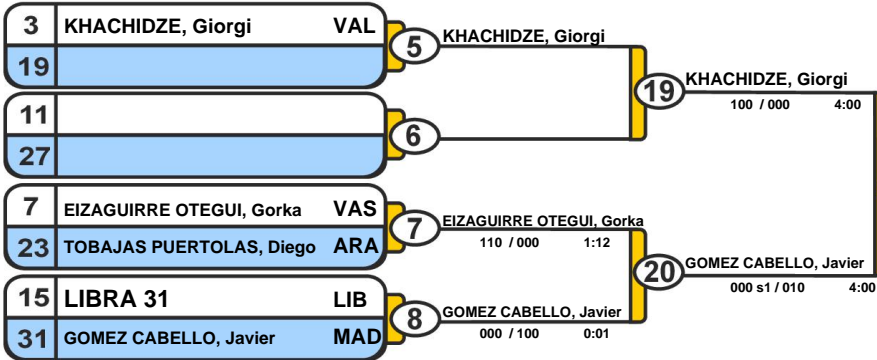 3 KHACHIDZE, Giorgi VAL
19
5
KHACHIDZE, Giorgi
11
27
6
19
KHACHIDZE, Giorgi
100 / 000 4:00
7 EIZAGUIRRE OTEGUI, Gorka VAS
23 TOBAJAS PUERTOLAS, Diego ARA
7
EIZAGUIRRE OTEGUI, Gorka
110 / 000 1:12
15 LIBRA 31 LIB
31 GOMEZ CABELLO, Javier MAD
8
GOMEZ CABELLO, Javier
000 / 100 0:01
20
GOMEZ CABELLO, Javier
000 s1 / 010 4:00